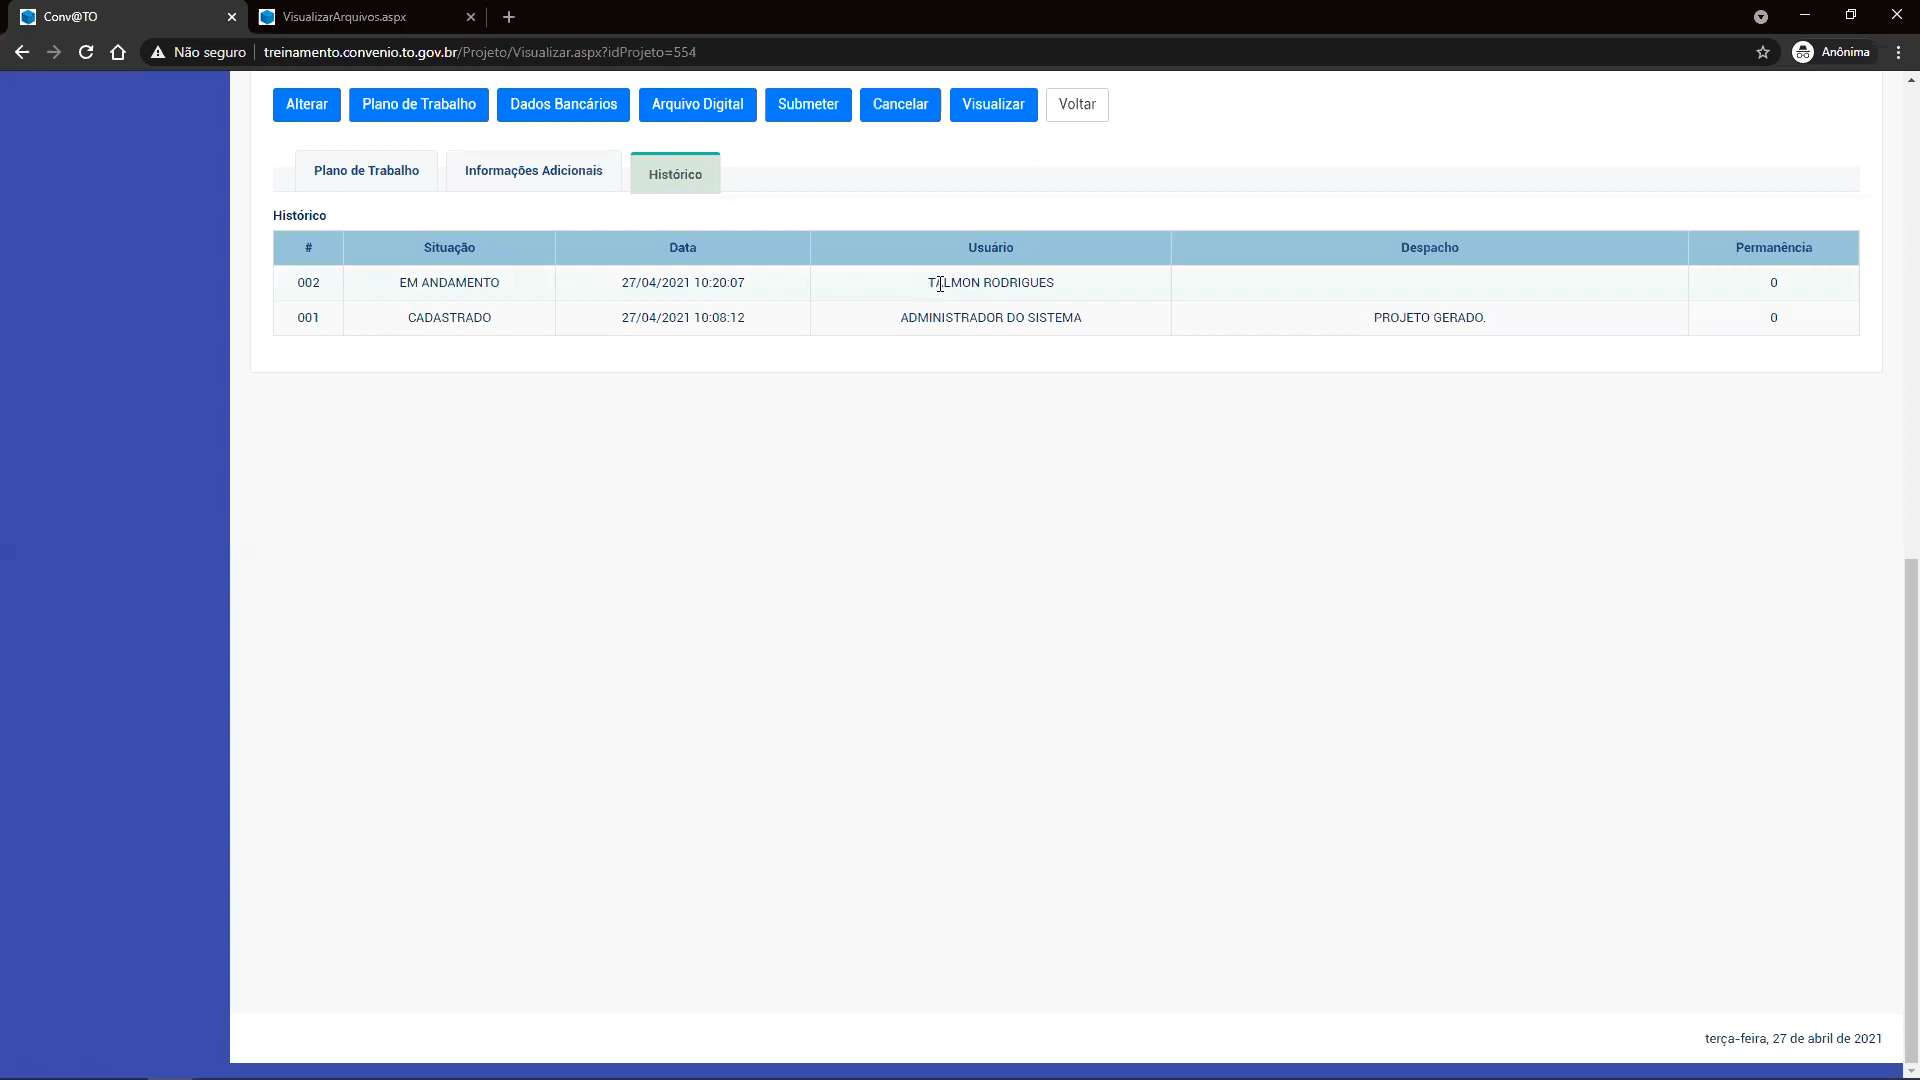 Conv@TO
VisualizarArquivos.aspx
Não seguro
treinamento.convenio.to.gov.br/Projeto/Visualizar.aspx?idProjeto=554
Anônima
Alterar
Plano de Trabalho
Dados Bancários
Arquivo Digital
Submeter
Cancelar
Visualizar
Voltar
Plano de Trabalho
Informações Adicionais
Histórico
Histórico
# Situação Data Usuário Despacho Permanência
002 EM ANDAMENTO 27/04/2021 10:20:07 TALMON RODRIGUES 0
001 CADASTRADO 27/04/2021 10:08:12 ADMINISTRADOR DO SISTEMA PROJETO GERADO. 0
terça-feira, 27 de abril de 2021